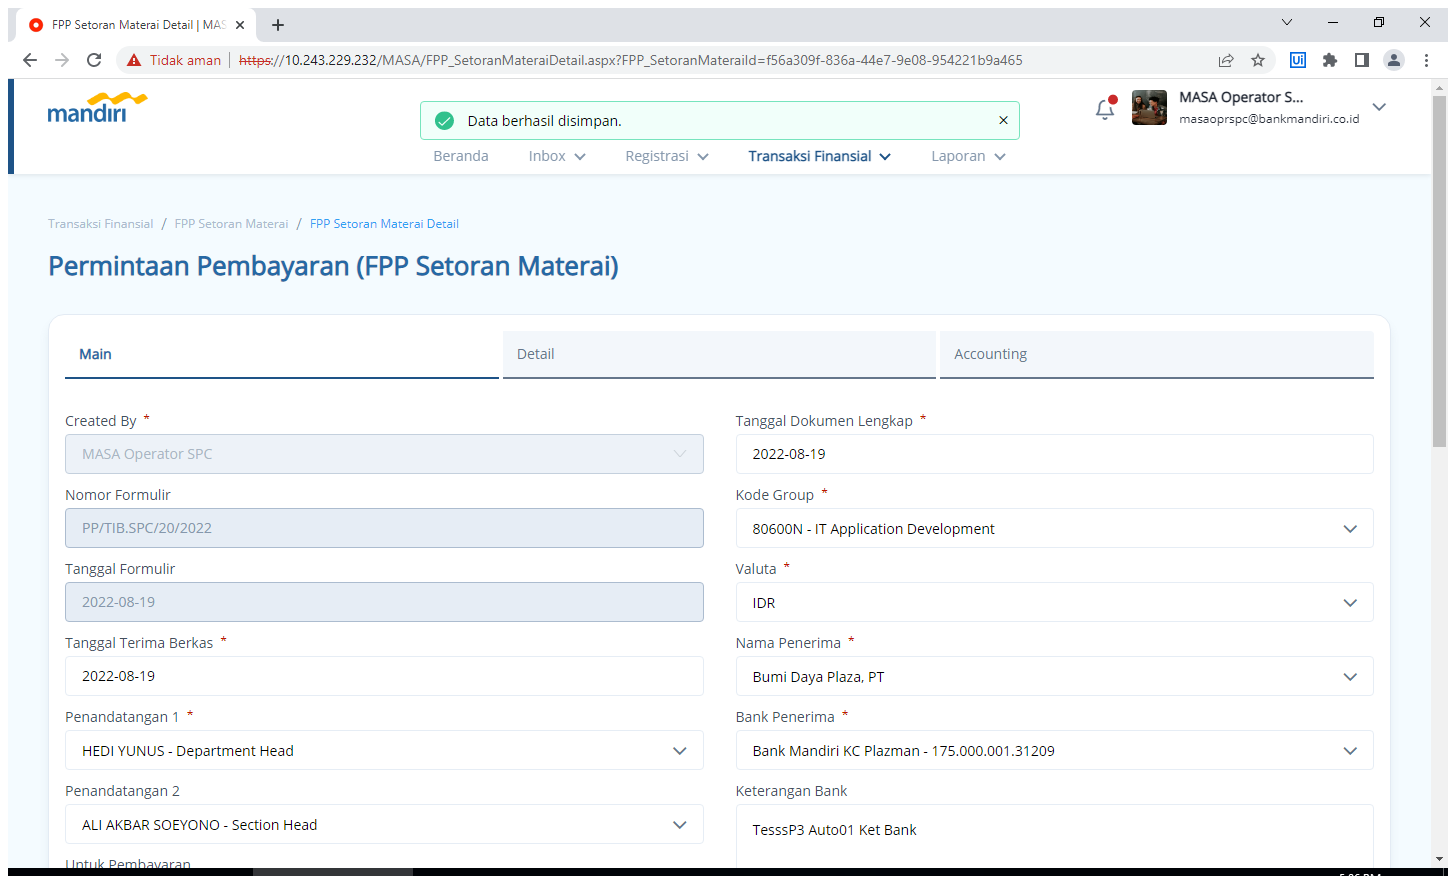 FPP Setoran Materai Detail | MAS
Tidak aman
https://10.243.229.232/MASA/FPP_SetoranMateraiDetail.aspx?FPP_SetoranMateraiId=f56a309f-836a-44e7-9e08-954221b9a465
Ui
mandiri
Data berhasil disimpan.
MASA Operator S...
masaoprspc@bankmandiri.co.id
Beranda
Inbox
Registrasi
Transaksi Finansial
Laporan
Transaksi Finansial / FPP Setoran Materai / FPP Setoran Materai Detail
Permintaan Pembayaran (FPP Setoran Materai)
Main
Detail
Accounting
Created By *
MASA Operator SPC
Nomor Formulir
PP/TIB.SPC/20/2022
Tanggal Formulir
2022-08-19
Tanggal Terima Berkas *
2022-08-19
Penandatangan 1 *
HEDI YUNUS - Department Head
Penandatangan 2
ALI AKBAR SOEYONO - Section Head
Untuk Pembayaran
Tanggal Dokumen Lengkap *
2022-08-19
Kode Group *
80600N - IT Application Development
Valuta *
IDR
Nama Penerima *
Bumi Daya Plaza, PT
Bank Penerima *
Bank Mandiri KC Plazman - 175.000.001.31209
Keterangan Bank
TesssP3 Auto01 Ket Bank